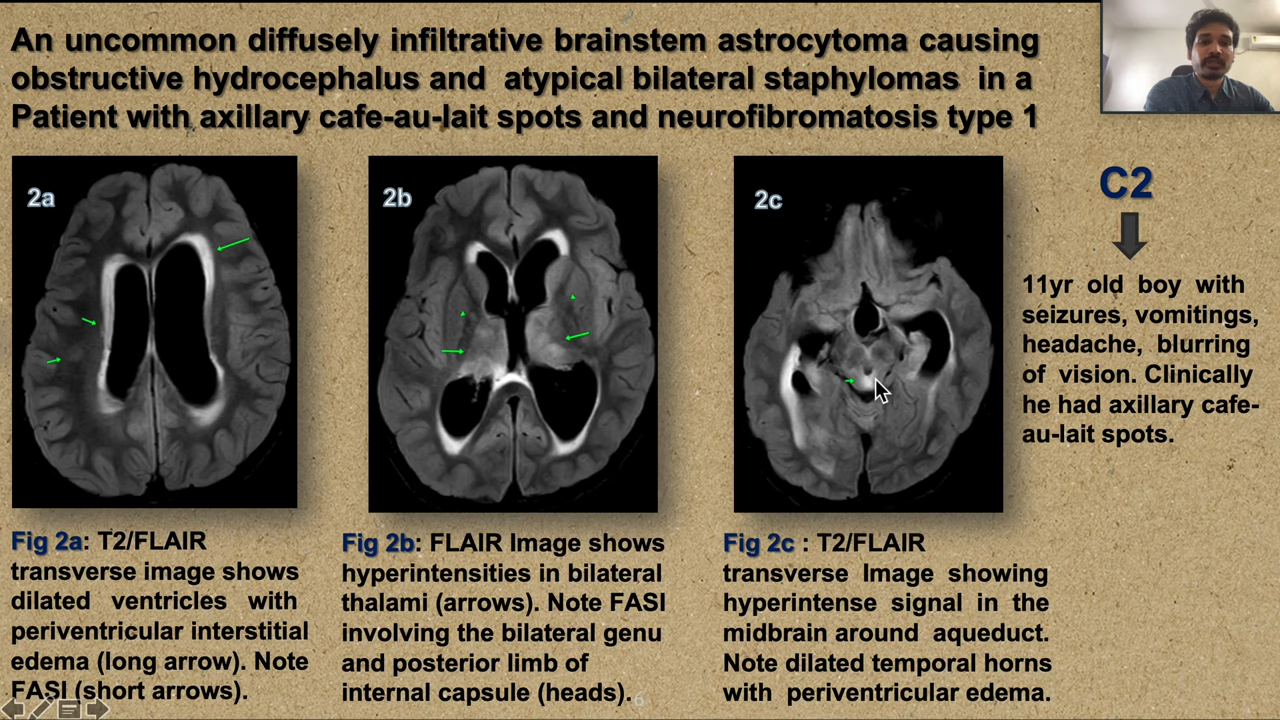 An uncommon diffusely infiltrative brainstem astrocytoma causing
obstructive hydrocephalus and atypical bilateral staphylomas in a
Patient with axillary cafe-au-lait spots and neurofibromatosis type 1
2a
2b
2c
C2
11yr old boy with
seizures, vomitings,
headache, blurring
of vision. Clinically
he had axillary cafe-
au-lait spots.
Fig 2a: T2/FLAIR
transverse image shows
dilated ventricles with
periventricular interstitial
edema (long arrow). Note
FASI (short arrows).
Fig 2b: FLAIR Image shows
hyperintensities in bilateral
thalami (arrows). Note FASI
involving the bilateral genu
and posterior limb of
internal capsule (heads).
6
Fig 2c : T2/FLAIR
transverse Image showing
hyperintense signal in the
midbrain around aqueduct.
Note dilated temporal horns
with periventricular edema.